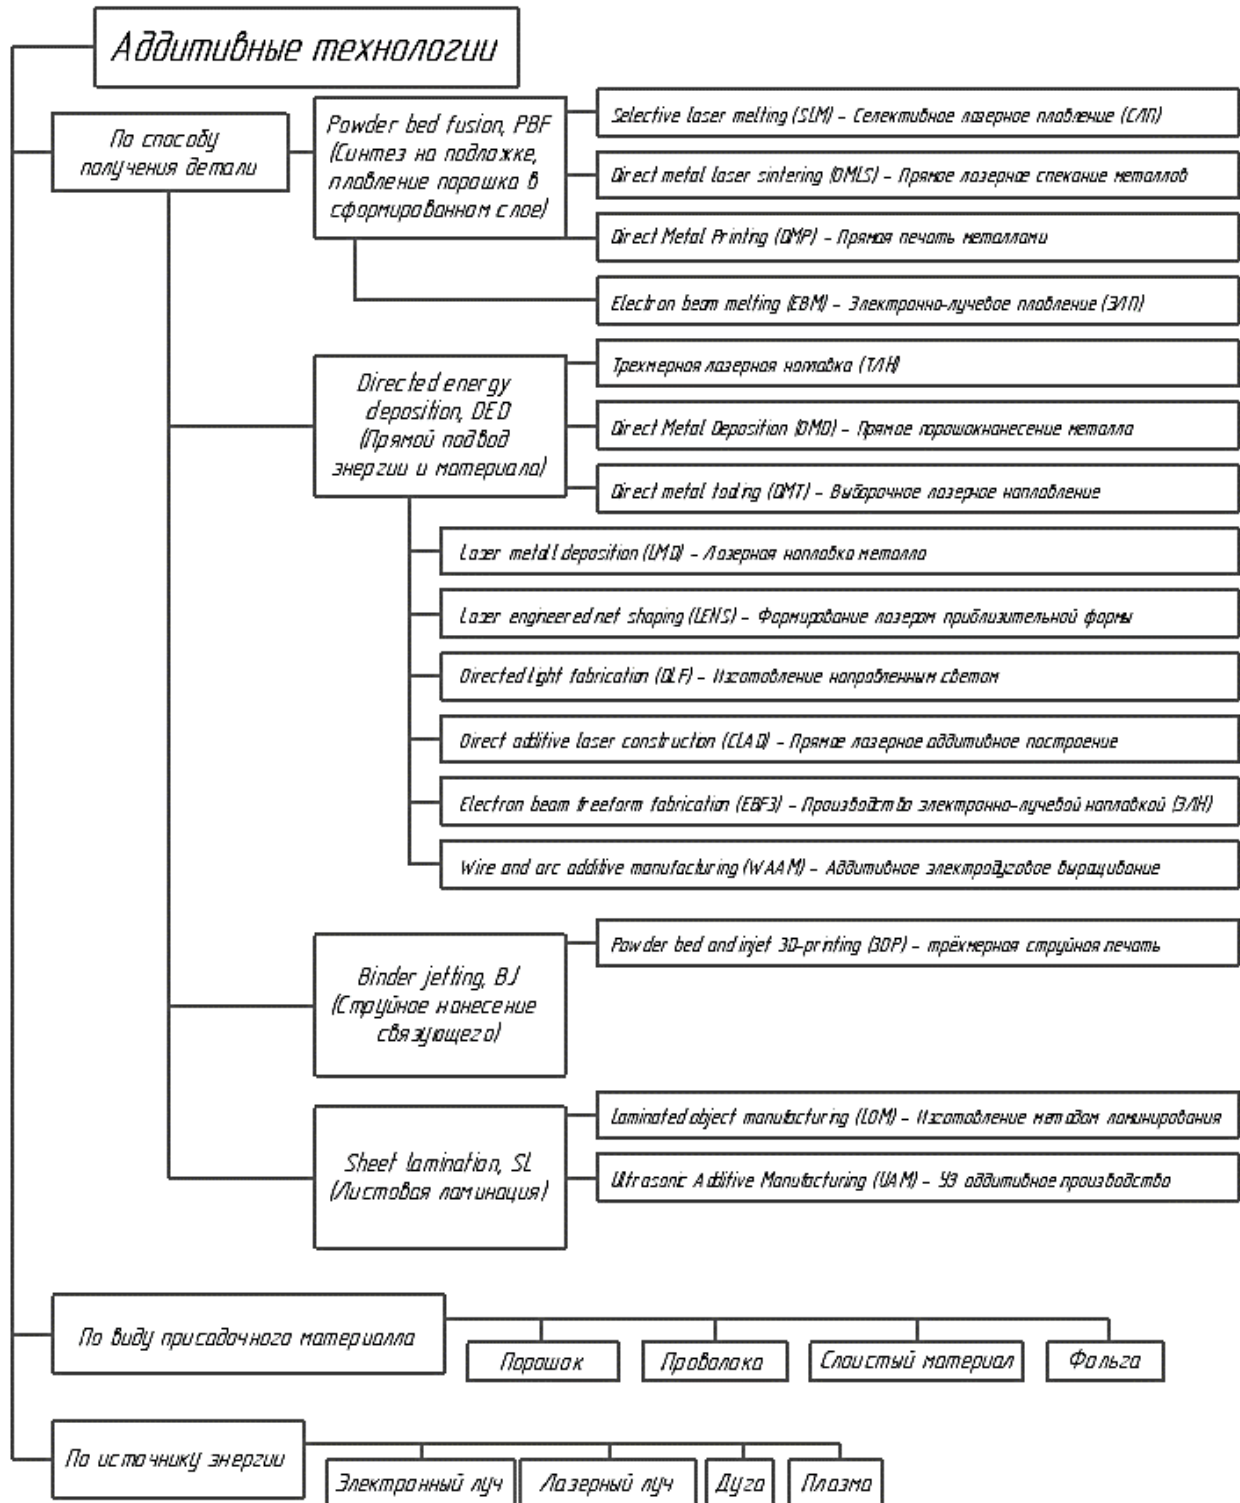 Аддитивные технологии
По способу
получения детали
Powder bed fusion, PBF
(Синтез на подложке,
плавление порошка в
сформированном слое)
Selective laser melting (SLM) – Селективное лазерное плавление (СЛП)
Direct metal laser sintering (DMLS) – Прямое лазерное спекание металлов
Direct Metal Printing (DMP) – Прямая печать металлами
Electron beam melting (EBM) – Электронно-лучевое плавление (ЭЛП)
Directed energy
deposition, DED
(Прямой подвод
энергии и материала)
Трехмерная лазерная наплавка (ТЛН)
Direct Metal Deposition (DMD) – Прямое порошокнанесение металла
Direct metal tooling (DMT) – Выборочное лазерное наплавление
Laser metall deposition (LMD) – Лазерная наплавка металла
Laser engineered net shaping (LENS) – Формирование лазером приблизительной формы
Directed light fabrication (DLF) – Изготовление направленным светом
Direct additive laser construction (CLAD) – Прямое лазерное аддитивное построение
Electron beam freeform fabrication (EBF3) – Производство электронно-лучевой наплавкой (ЭЛН)
Wire and arc additive manufacturing (WAAM) – Аддитивное электродуговое выращивание
Binder jetting, BJ
(Струйное нанесение
связующего)
Powder bed and injet 3D-printing (3DP) – трёхмерная струйная печать
Sheet lamination, SL
(Листовая ламинация)
Laminated object manufacturing (LOM) – Изготовление методом ламинирования
Ultrasonic Additive Manufacturing (UAM) – УЗ аддитивное производство
По виду присадочного материалла
Порошок
Проволока
Слоистый материал
Фольга
По источнику энергии
Электронный луч
Лазерный луч
Дуга
Плазма